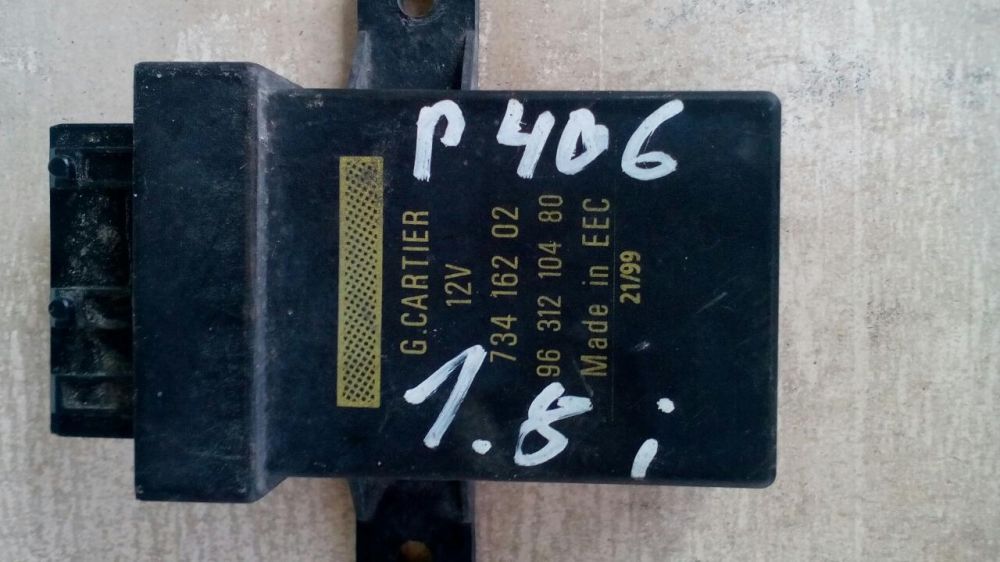 P 406
G.CARTIER
12V
734 162 02
96 312 104 80
Made in EEC
21/99
1.8 i